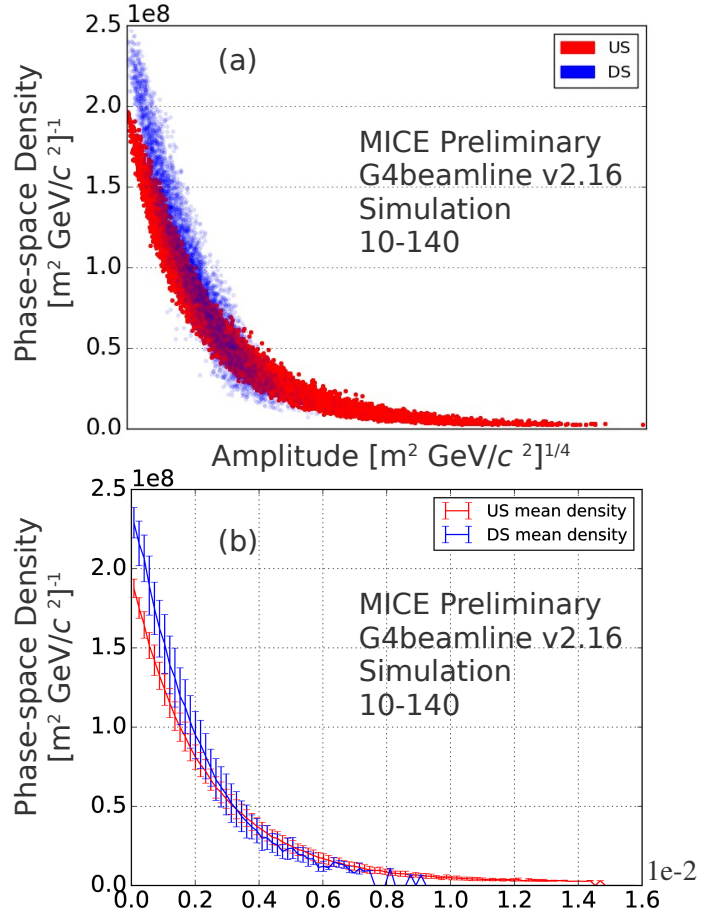 1e8
2.5
2.0
1.5
1.0
0.5
0.0
Phase-space Density
[m² GeV/c ²]⁻¹
(a)
US
DS
MICE Preliminary
G4beamline v2.16
Simulation
10-140
Amplitude [m² GeV/c ²]¹ᐟ⁴
1e8
2.5
2.0
1.5
1.0
0.5
0.0
Phase-space Density
[m² GeV/c ²]⁻¹
(b)
US mean density
DS mean density
MICE Preliminary
G4beamline v2.16
Simulation
10-140
1e-2
0.0 0.2 0.4 0.6 0.8 1.0 1.2 1.4 1.6